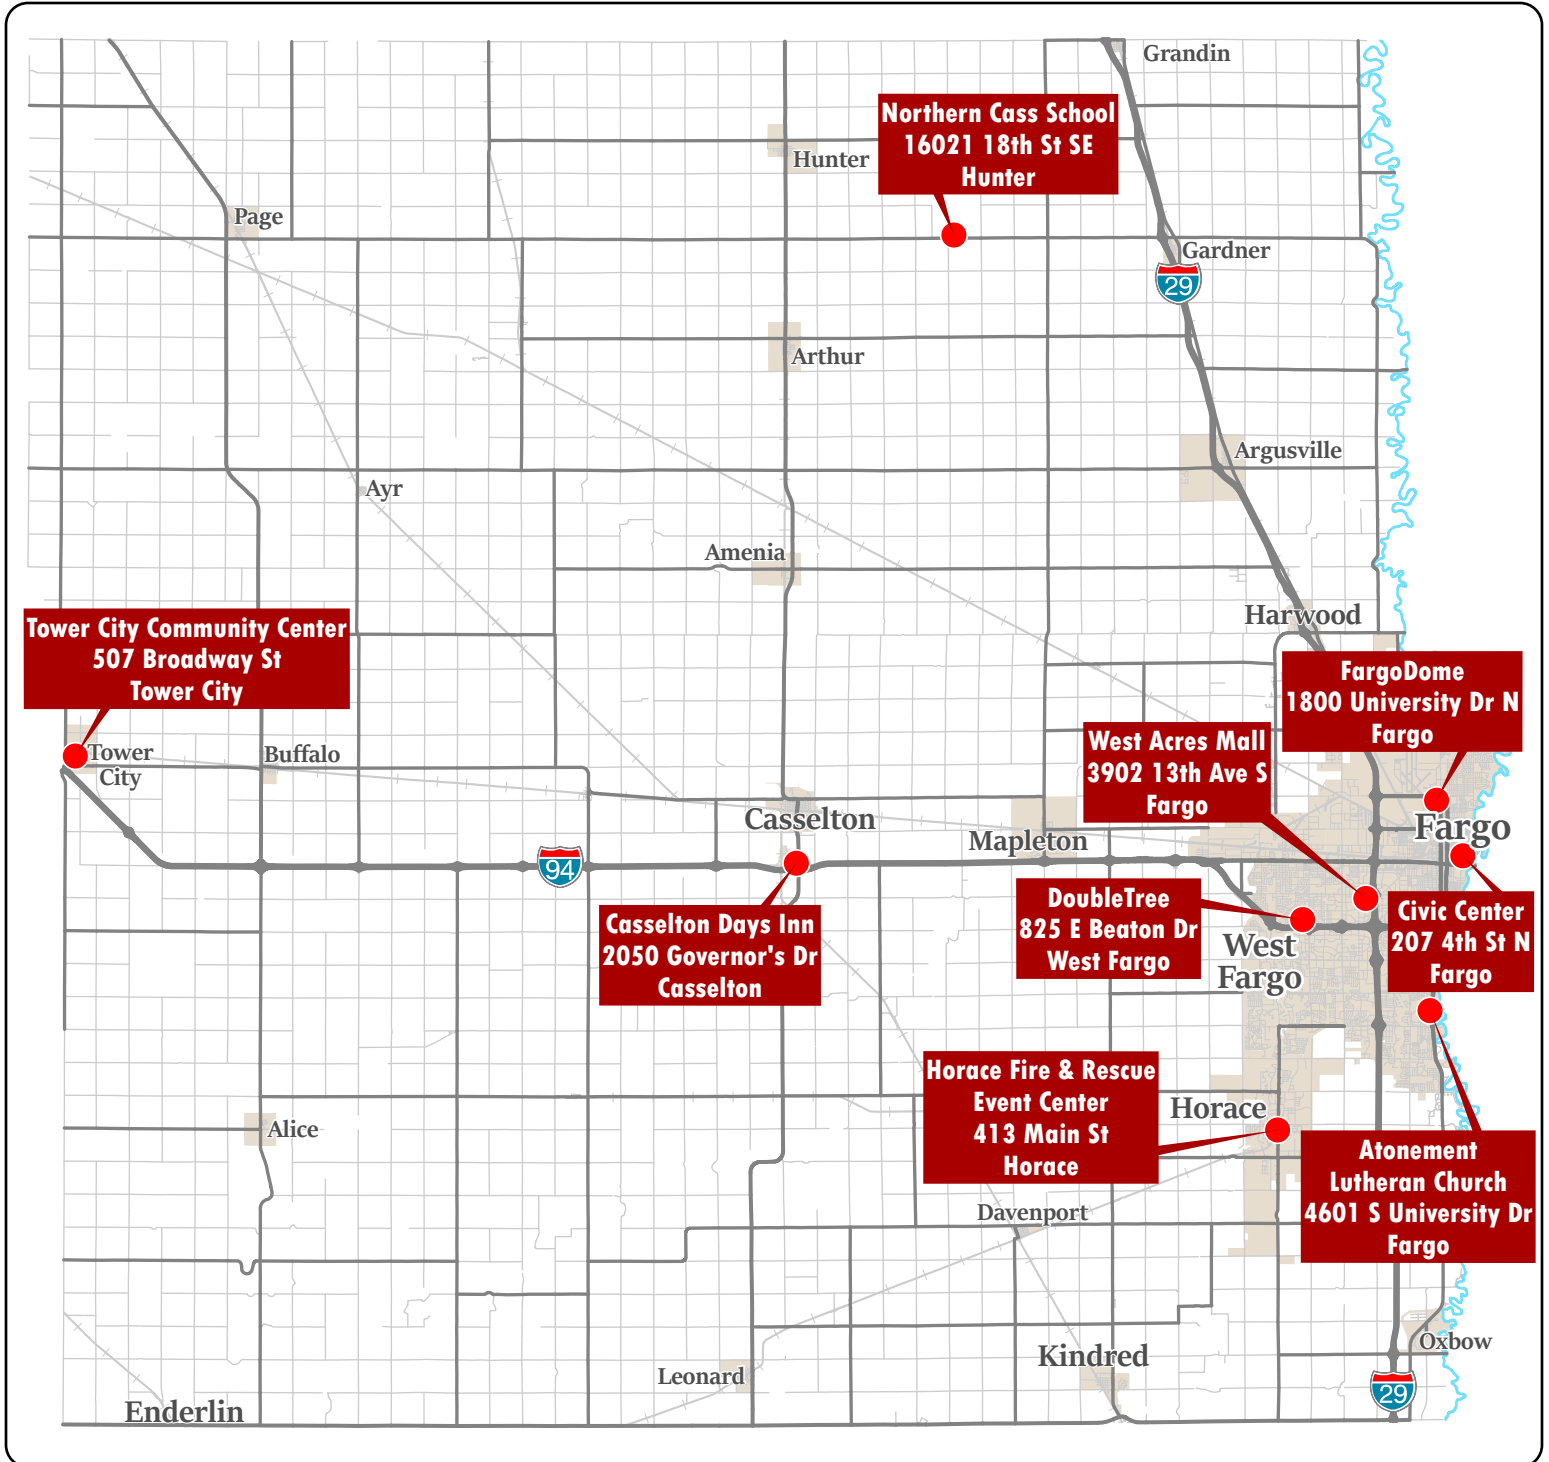 Grandin
Northern Cass School
16021 18th St SE
Hunter
Hunter
Page
Gardner
29
Arthur
Argusville
Ayr
Amenia
Harwood
Tower City Community Center
507 Broadway St
Tower City
FargoDome
1800 University Dr N
Fargo
West Acres Mall
3902 13th Ave S
Fargo
Tower
City
Buffalo
Casselton
Fargo
Mapleton
94
DoubleTree
825 E Beaton Dr
West Fargo
Civic Center
207 4th St N
Fargo
Casselton Days Inn
2050 Governor's Dr
Casselton
West
Fargo
Horace Fire & Rescue
Event Center
413 Main St
Horace
Horace
Alice
Atonement
Lutheran Church
4601 S University Dr
Fargo
Davenport
Oxbow
Kindred
Leonard
29
Enderlin